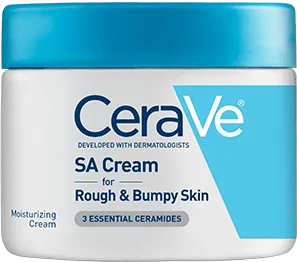 CeraVe
DEVELOPED WITH DERMATOLOGISTS
SA Cream
for
Rough & Bumpy Skin
3 ESSENTIAL CERAMIDES
Moisturizing
Cream